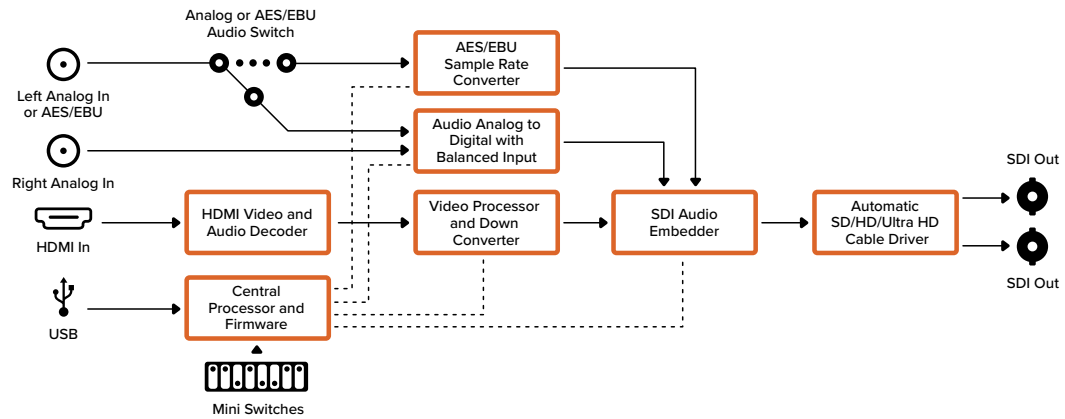 Analog or AES/EBU
Audio Switch
Left Analog In
or AES/EBU
AES/EBU
Sample Rate
Converter
Audio Analog to
Digital with
Balanced Input
Right Analog In
HDMI In
HDMI Video and
Audio Decoder
Video Processor
and Down
Converter
SDI Audio
Embedder
Automatic
SD/HD/Ultra HD
Cable Driver
SDI Out
SDI Out
USB
Central
Processor and
Firmware
Mini Switches